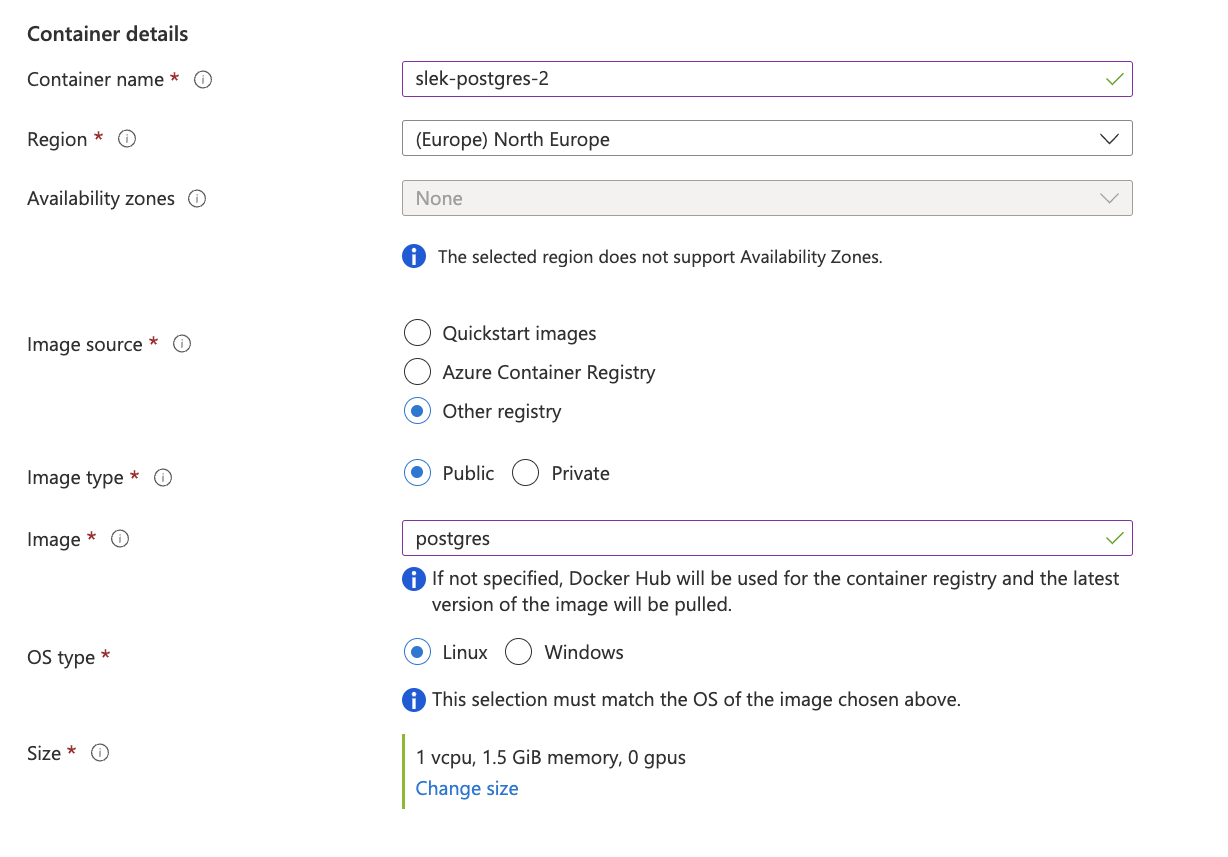 Container details
Container name *
slek-postgres-2
Region *
(Europe) North Europe
Availability zones
None
The selected region does not support Availability Zones.
Image source *
Quickstart images
Azure Container Registry
Other registry
Image type *
Public Private
Image *
postgres
If not specified, Docker Hub will be used for the container registry and the latest
version of the image will be pulled.
OS type *
Linux Windows
This selection must match the OS of the image chosen above.
Size *
1 vcpu, 1.5 GiB memory, 0 gpus
Change size